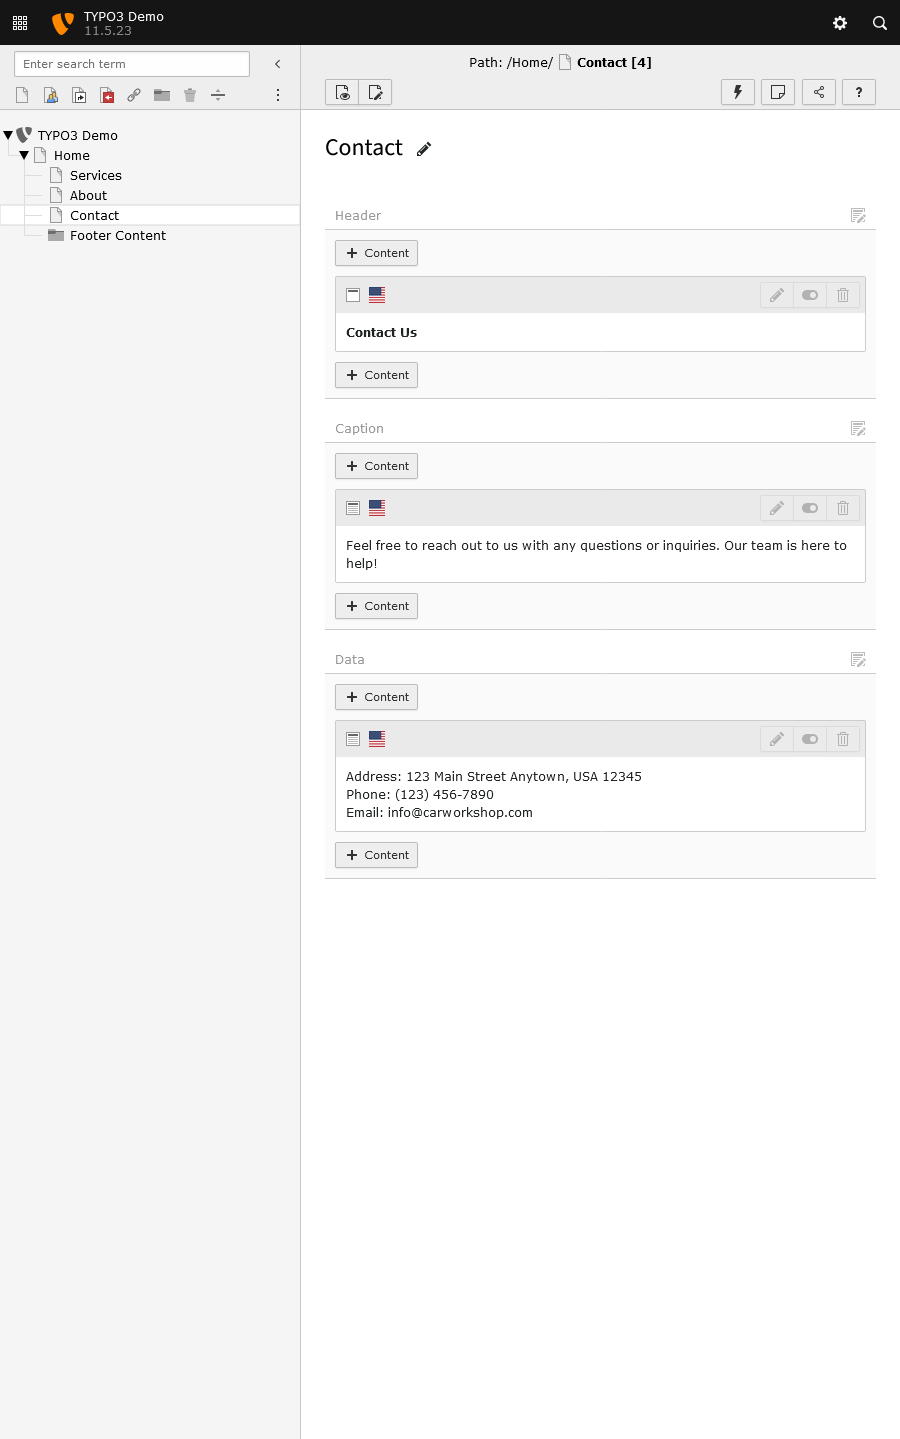 TYPO3 Demo
11.5.23
Enter search term
Path: /Home/ Contact [4]
?
TYPO3 Demo
Home
Services
About
Contact
Footer Content
Contact
Header
+ Content
Contact Us
+ Content
Caption
+ Content
Feel free to reach out to us with any questions or inquiries. Our team is here to
help!
+ Content
Data
+ Content
Address: 123 Main Street Anytown, USA 12345
Phone: (123) 456-7890
Email: info@carworkshop.com
+ Content